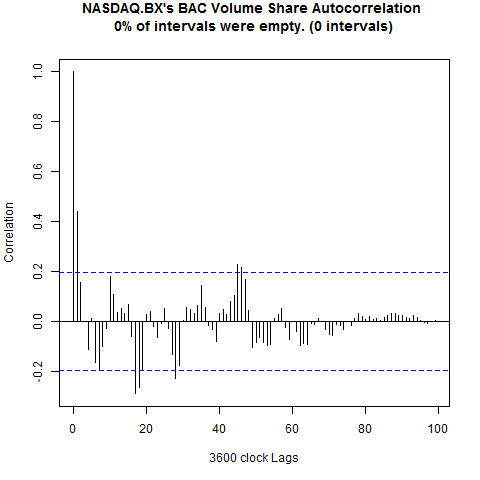 NASDAQ.BX's BAC Volume Share Autocorrelation
0% of intervals were empty. (0 intervals)
Correlation
1.0
0.8
0.6
0.4
0.2
0.0
-0.2
0 20 40 60 80 100
3600 clock Lags